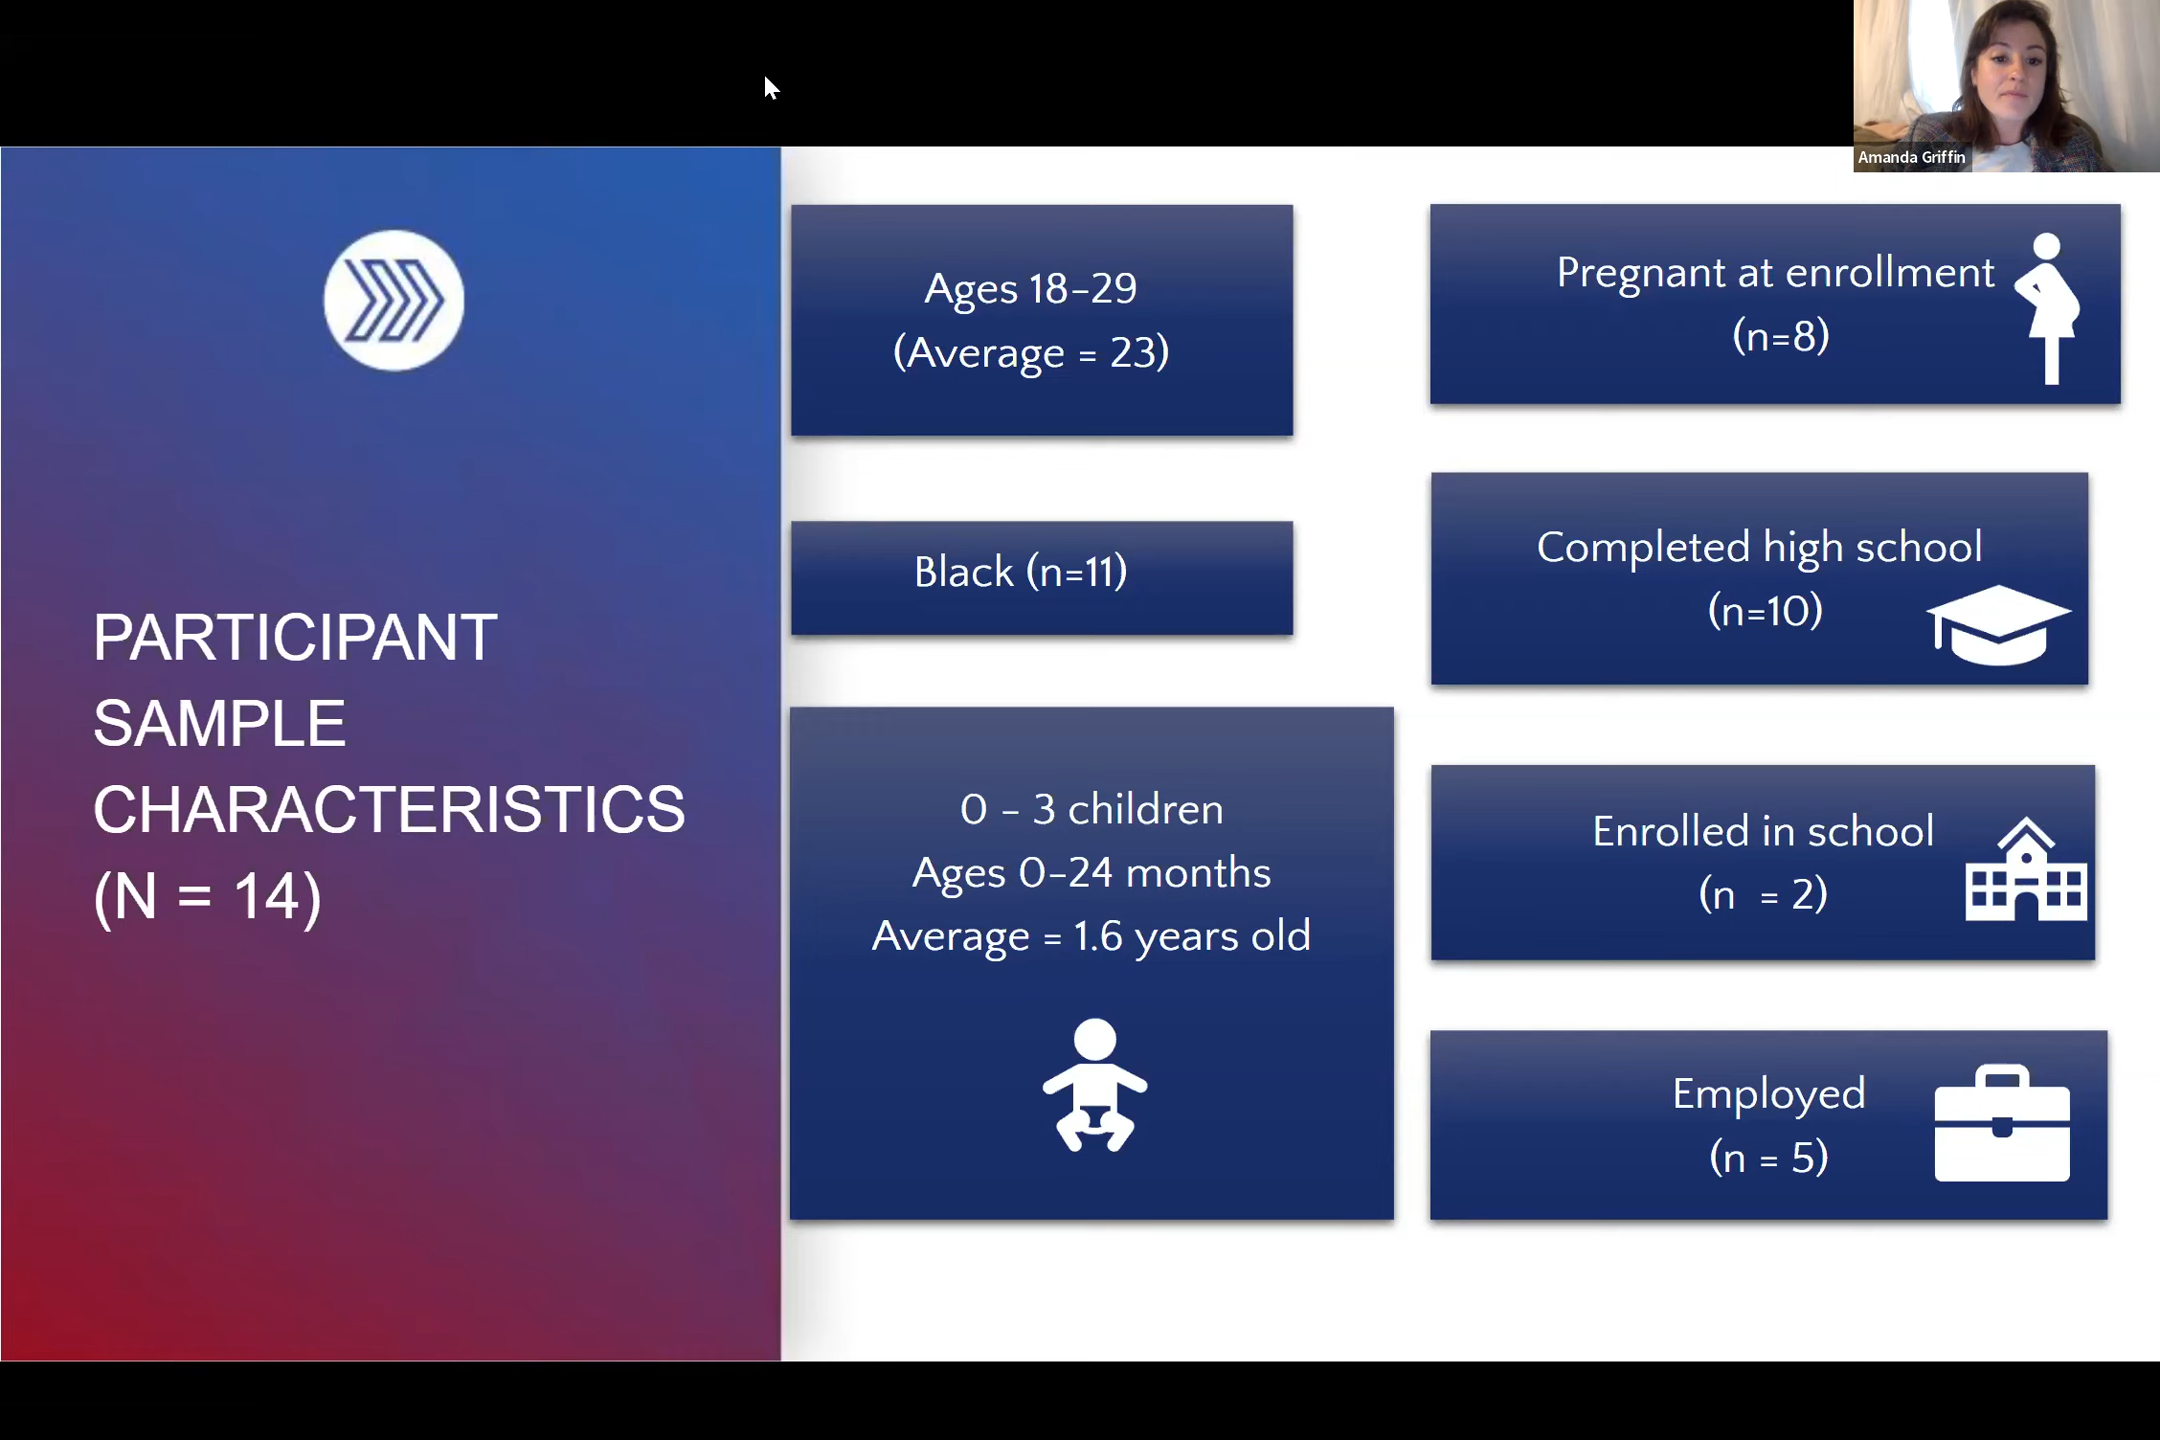 Amanda Griffin
PARTICIPANT
SAMPLE
CHARACTERISTICS
(N = 14)
Ages 18-29
(Average = 23)
Black (n=11)
0 - 3 children
Ages 0-24 months
Average = 1.6 years old
Pregnant at enrollment
(n=8)
Completed high school
(n=10)
Enrolled in school
(n  = 2)
Employed
(n = 5)